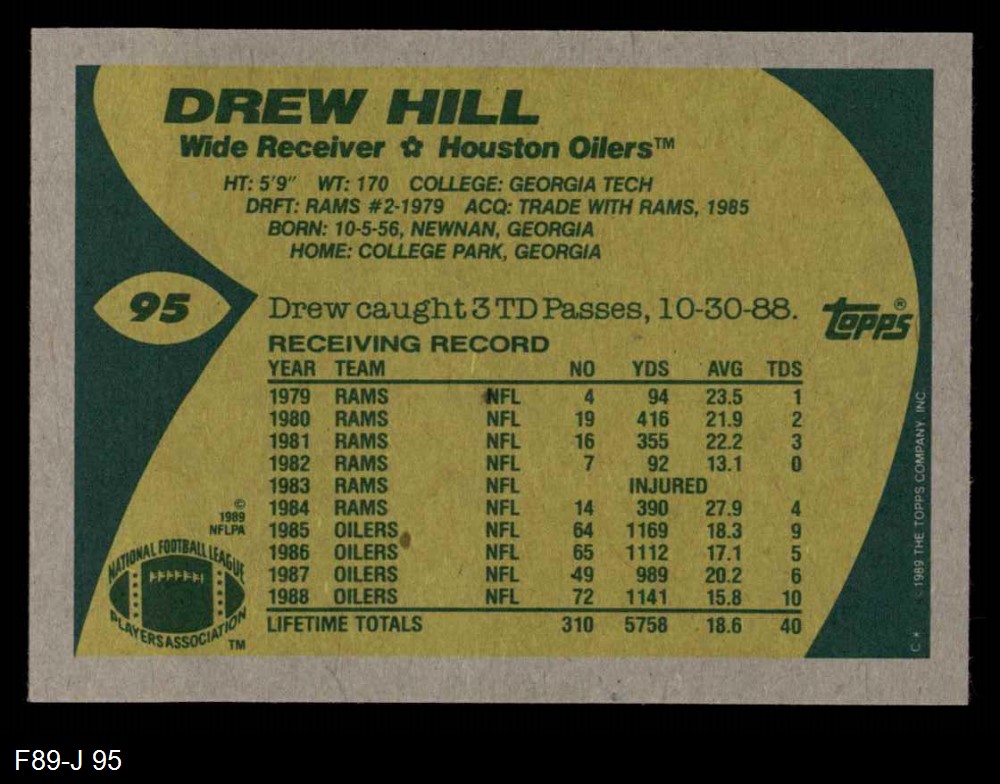 DREW HILL
Wide Receiver ✿ Houston Oilers™
HT: 5'9" WT: 170 COLLEGE: GEORGIA TECH
DRFT: RAMS #2-1979 ACQ: TRADE WITH RAMS, 1985
BORN: 10-5-56, NEWNAN, GEORGIA
HOME: COLLEGE PARK, GEORGIA
95
Drew caught 3 TD Passes, 10-30-88.
TOPPS®
RECEIVING RECORD
YEAR TEAM NO YDS AVG TDS
1979 RAMS NFL 4 94 23.5 1
1980 RAMS NFL 19 416 21.9 2
1981 RAMS NFL 16 355 22.2 3
1982 RAMS NFL 7 92 13.1 0
1983 RAMS NFL INJURED
1984 RAMS NFL 14 390 27.9 4
1985 OILERS NFL 64 1169 18.3 9
1986 OILERS NFL 65 1112 17.1 5
1987 OILERS NFL 49 989 20.2 6
1988 OILERS NFL 72 1141 15.8 10
LIFETIME TOTALS 310 5758 18.6 40
©
1989
NFLPA
NATIONAL FOOTBALL LEAGUE
PLAYERS ASSOCIATION
™
C* © 1989 THE TOPPS COMPANY, INC.
F89-J 95